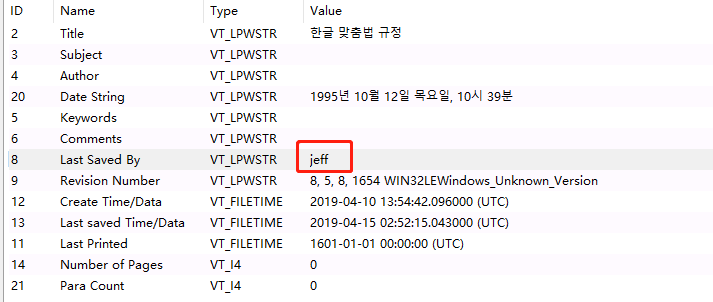 ID Name Type Value
2 Title VT_LPWSTR 한글 맞춤법 규정
3 Subject VT_LPWSTR
4 Author VT_LPWSTR
20 Date String VT_LPWSTR 1995년 10월 12일 목요일, 10시 39분
5 Keywords VT_LPWSTR
6 Comments VT_LPWSTR
8 Last Saved By VT_LPWSTR jeff
9 Revision Number VT_LPWSTR 8, 5, 8, 1654 WIN32LEWindows_Unknown_Version
12 Create Time/Data VT_FILETIME 2019-04-10 13:54:42.096000 (UTC)
13 Last saved Time/Data VT_FILETIME 2019-04-15 02:52:15.043000 (UTC)
11 Last Printed VT_FILETIME 1601-01-01 00:00:00 (UTC)
14 Number of Pages VT_I4 0
21 Para Count VT_I4 0